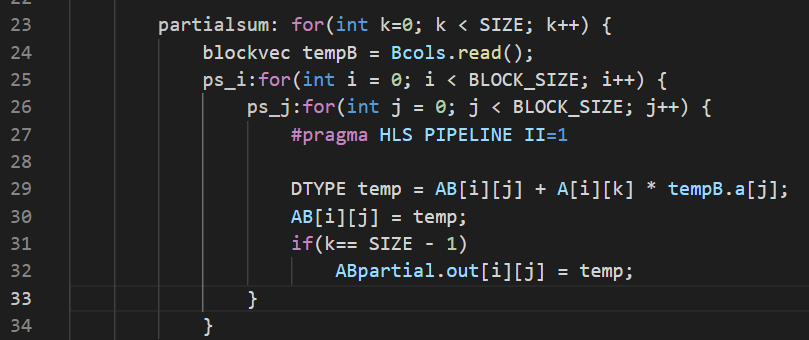 23 partialsum: for(int k=0; k < SIZE; k++) {
24 blockvec tempB = Bcols.read();
25 ps_i:for(int i = 0; i < BLOCK_SIZE; i++) {
26 ps_j:for(int j = 0; j < BLOCK_SIZE; j++) {
27 #pragma HLS PIPELINE II=1
28
29 DTYPE temp = AB[i][j] + A[i][k] * tempB.a[j];
30 AB[i][j] = temp;
31 if(k== SIZE - 1)
32 ABpartial.out[i][j] = temp;
33 }
34 }